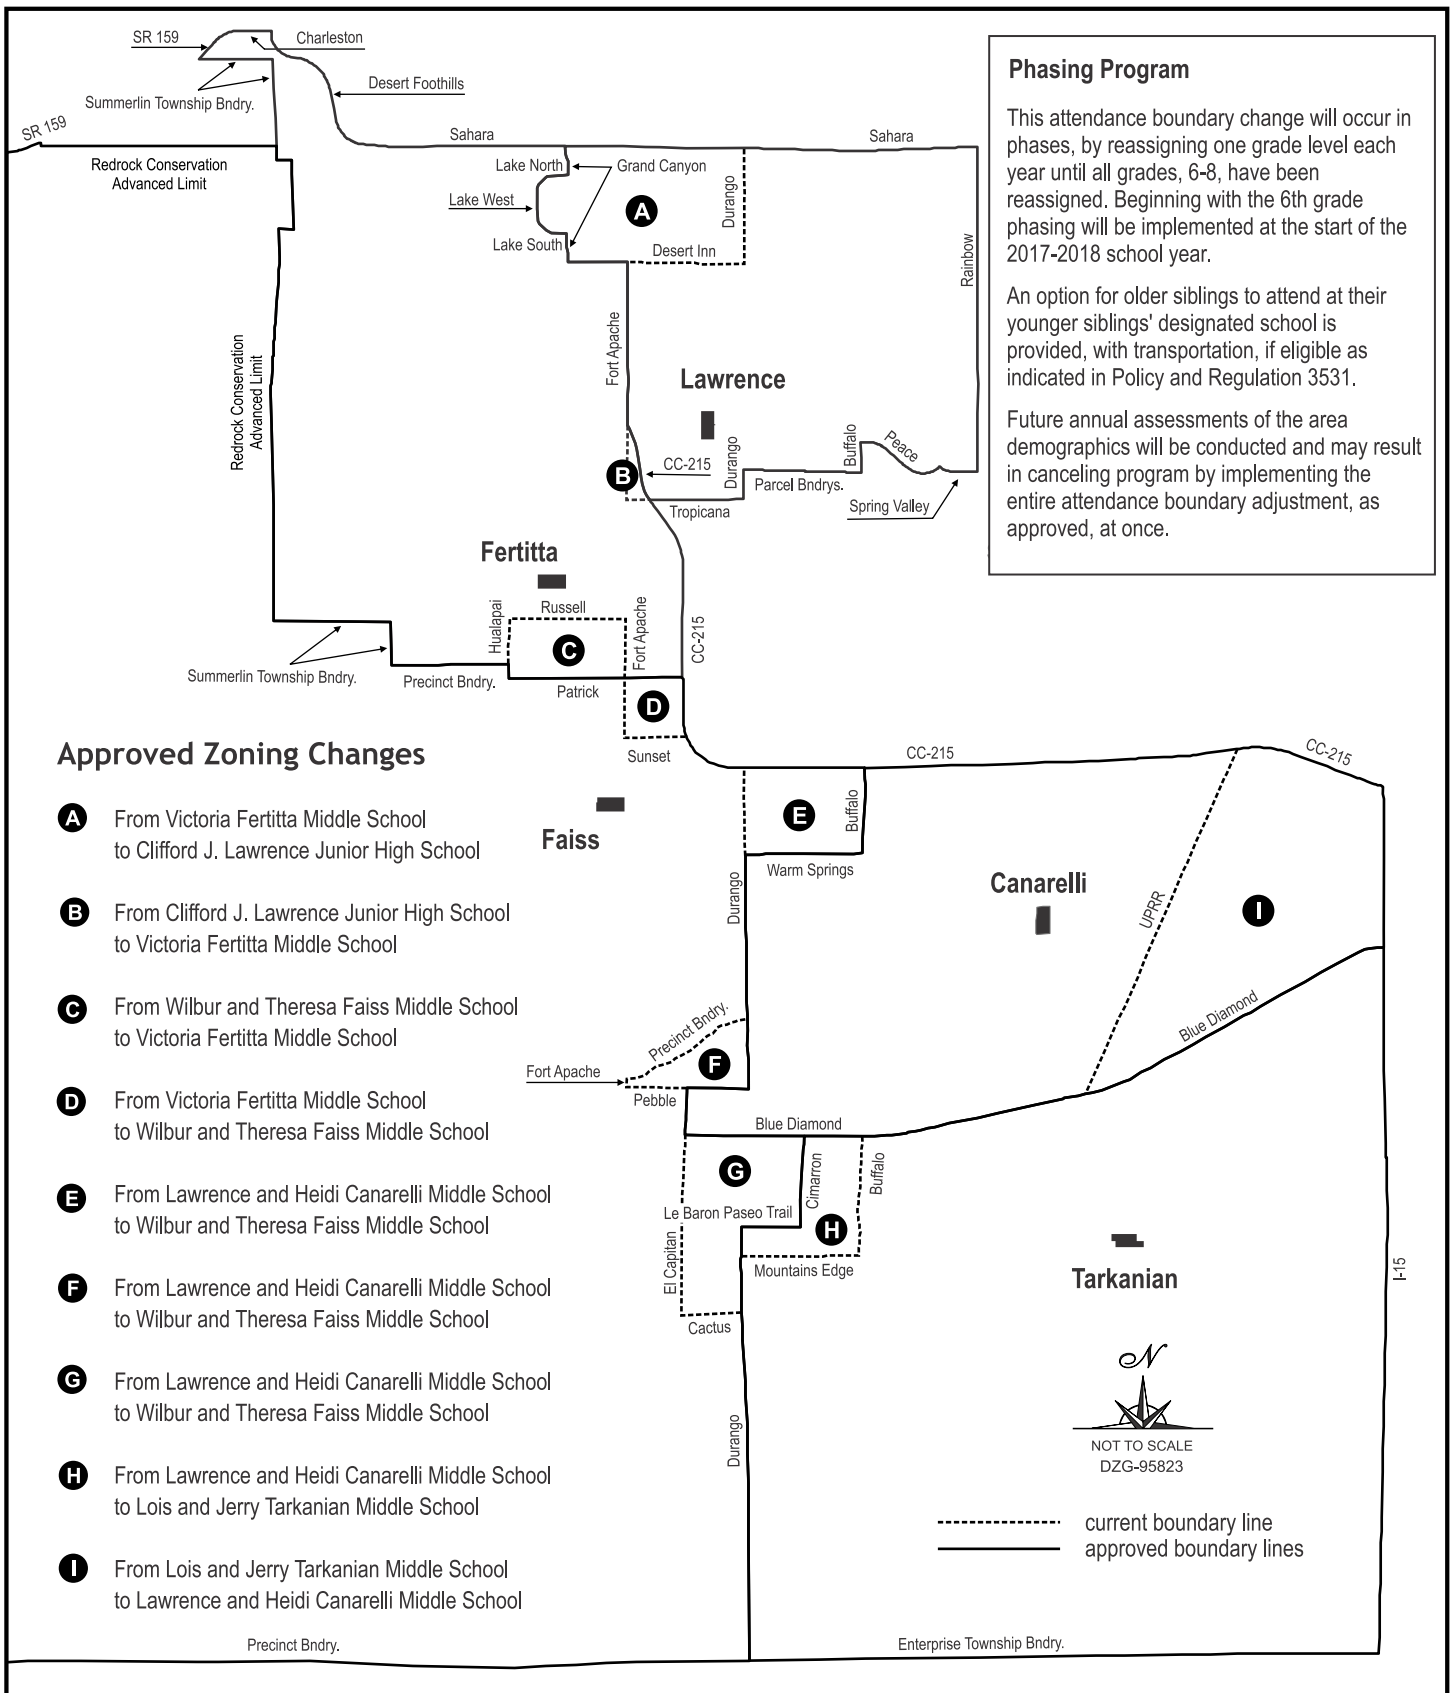 SR 159
Charleston
Desert Foothills
Summerlin Township Bndry.
SR 159
Redrock Conservation
Advanced Limit
Sahara
Sahara
Lake North
Grand Canyon
Lake West
A
Durango
Lake South
Desert Inn
Rainbow
Phasing Program
This attendance boundary change will occur in
phases, by reassigning one grade level each
year until all grades, 6-8, have been
reassigned. Beginning with the 6th grade
phasing will be implemented at the start of the
2017-2018 school year.
An option for older siblings to attend at their
younger siblings' designated school is
provided, with transportation, if eligible as
indicated in Policy and Regulation 3531.
Future annual assessments of the area
demographics will be conducted and may result
in canceling program by implementing the
entire attendance boundary adjustment, as
approved, at once.
Redrock Conservation
Advanced Limit
Fort Apache
Lawrence
Durango
Buffalo
Peace
B
CC-215
Parcel Bndrys.
Tropicana
Spring Valley
Fertitta
Hualapai
Russell
Fort Apache
CC-215
C
Summerlin Township Bndry.
Precinct Bndry.
Patrick
D
Sunset
CC-215
CC-215
Approved Zoning Changes
A
From Victoria Fertitta Middle School
to Clifford J. Lawrence Junior High School
B
From Clifford J. Lawrence Junior High School
to Victoria Fertitta Middle School
C
From Wilbur and Theresa Faiss Middle School
to Victoria Fertitta Middle School
D
From Victoria Fertitta Middle School
to Wilbur and Theresa Faiss Middle School
E
From Lawrence and Heidi Canarelli Middle School
to Wilbur and Theresa Faiss Middle School
F
From Lawrence and Heidi Canarelli Middle School
to Wilbur and Theresa Faiss Middle School
G
From Lawrence and Heidi Canarelli Middle School
to Wilbur and Theresa Faiss Middle School
H
From Lawrence and Heidi Canarelli Middle School
to Lois and Jerry Tarkanian Middle School
I
From Lois and Jerry Tarkanian Middle School
to Lawrence and Heidi Canarelli Middle School
Faiss
E
Buffalo
Warm Springs
Durango
Canarelli
UPRR
I
Blue Diamond
Precinct Bndry.
F
Fort Apache
Pebble
Blue Diamond
G
Cimarron
Buffalo
Le Baron Paseo Trail
H
El Capitan
Mountains Edge
Cactus
Tarkanian
I-15
Durango
N
NOT TO SCALE
DZG-95823
current boundary line
approved boundary lines
Precinct Bndry.
Enterprise Township Bndry.